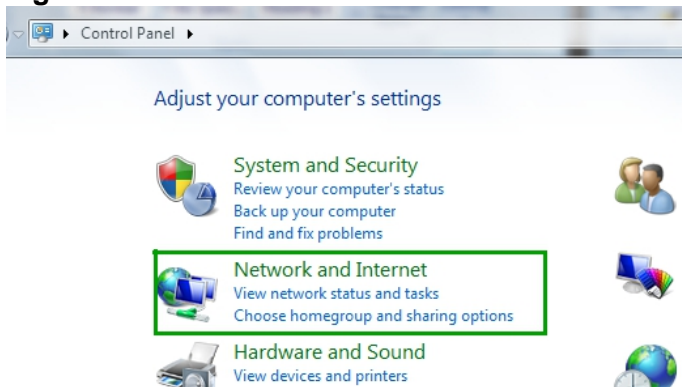 Control Panel
Adjust your computer's settings
System and Security
Review your computer's status
Back up your computer
Find and fix problems
Network and Internet
View network status and tasks
Choose homegroup and sharing options
Hardware and Sound
View devices and printers